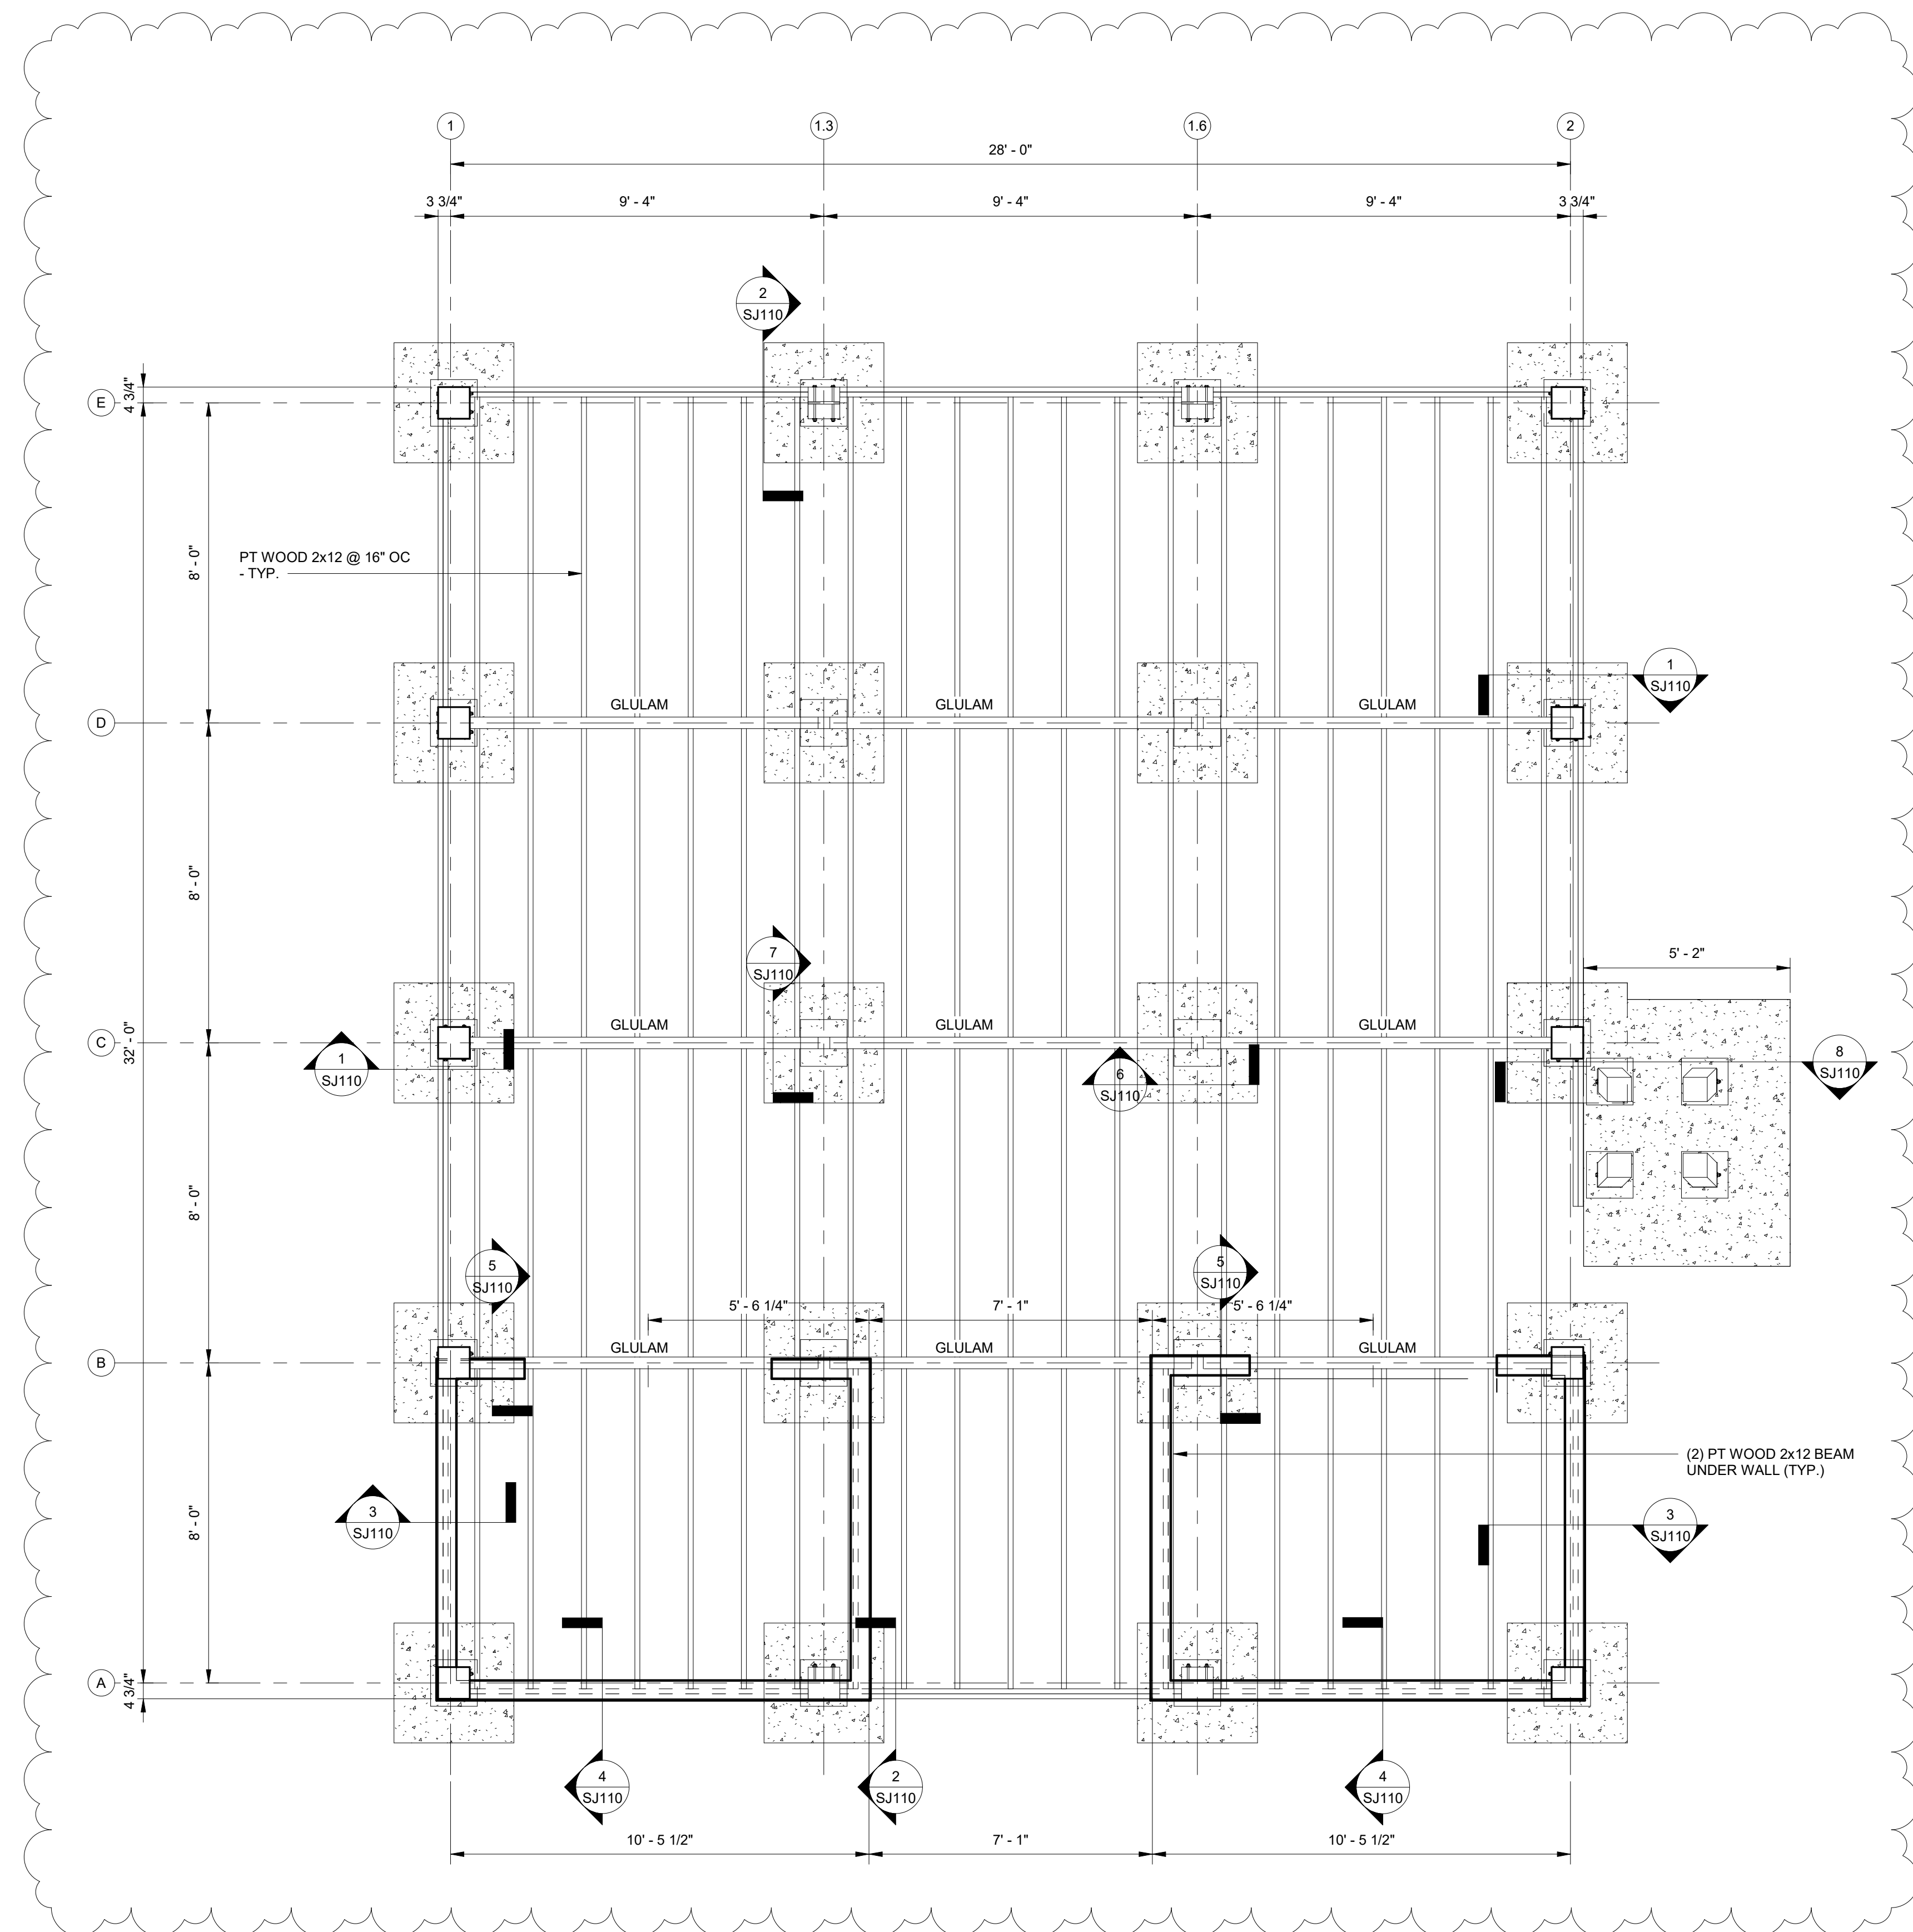 1
1.3
1.6
2
28' - 0"
3 3/4"
9' - 4"
9' - 4"
9' - 4"
3 3/4"
2
SJ110
E
4 3/4"
PT WOOD 2x12 @ 16" OC
- TYP.
8' - 0"
1
SJ110
GLULAM
GLULAM
GLULAM
D
8' - 0"
7
SJ110
5' - 2"
GLULAM
GLULAM
GLULAM
C
32' - 0"
1
SJ110
6
SJ110
8
SJ110
8' - 0"
5
SJ110
5
SJ110
5' - 6 1/4"
7' - 1"
5' - 6 1/4"
GLULAM
GLULAM
GLULAM
B
(2) PT WOOD 2x12 BEAM
UNDER WALL (TYP.)
8' - 0"
3
SJ110
3
SJ110
A
4 3/4"
4
SJ110
2
SJ110
4
SJ110
10' - 5 1/2"
7' - 1"
10' - 5 1/2"